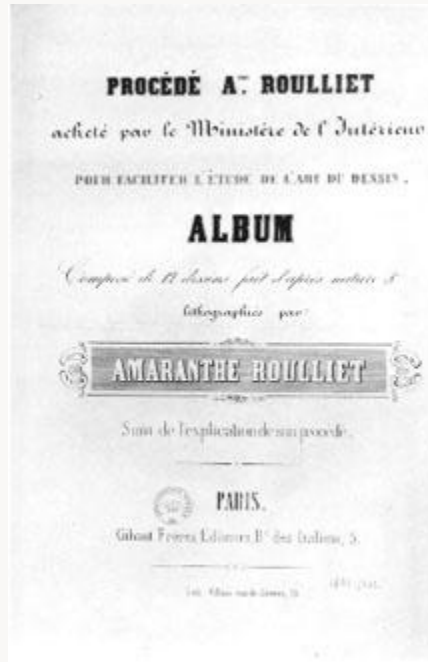 PROCÉDÉ A.^{the} ROULLIET
acheté par le Ministère de l'Intérieur
POUR FACILITER L'ÉTUDE DE L'ART DU DESSIN.
ALBUM
Composé de 12 dessins fait d'après nature &
lithographies par
AMARANTHE ROULLIET
Suivi de l'explication de son procédé.
PARIS.
Gihaut Frères Editeurs B.^d des Italiens, 5.
Lith.